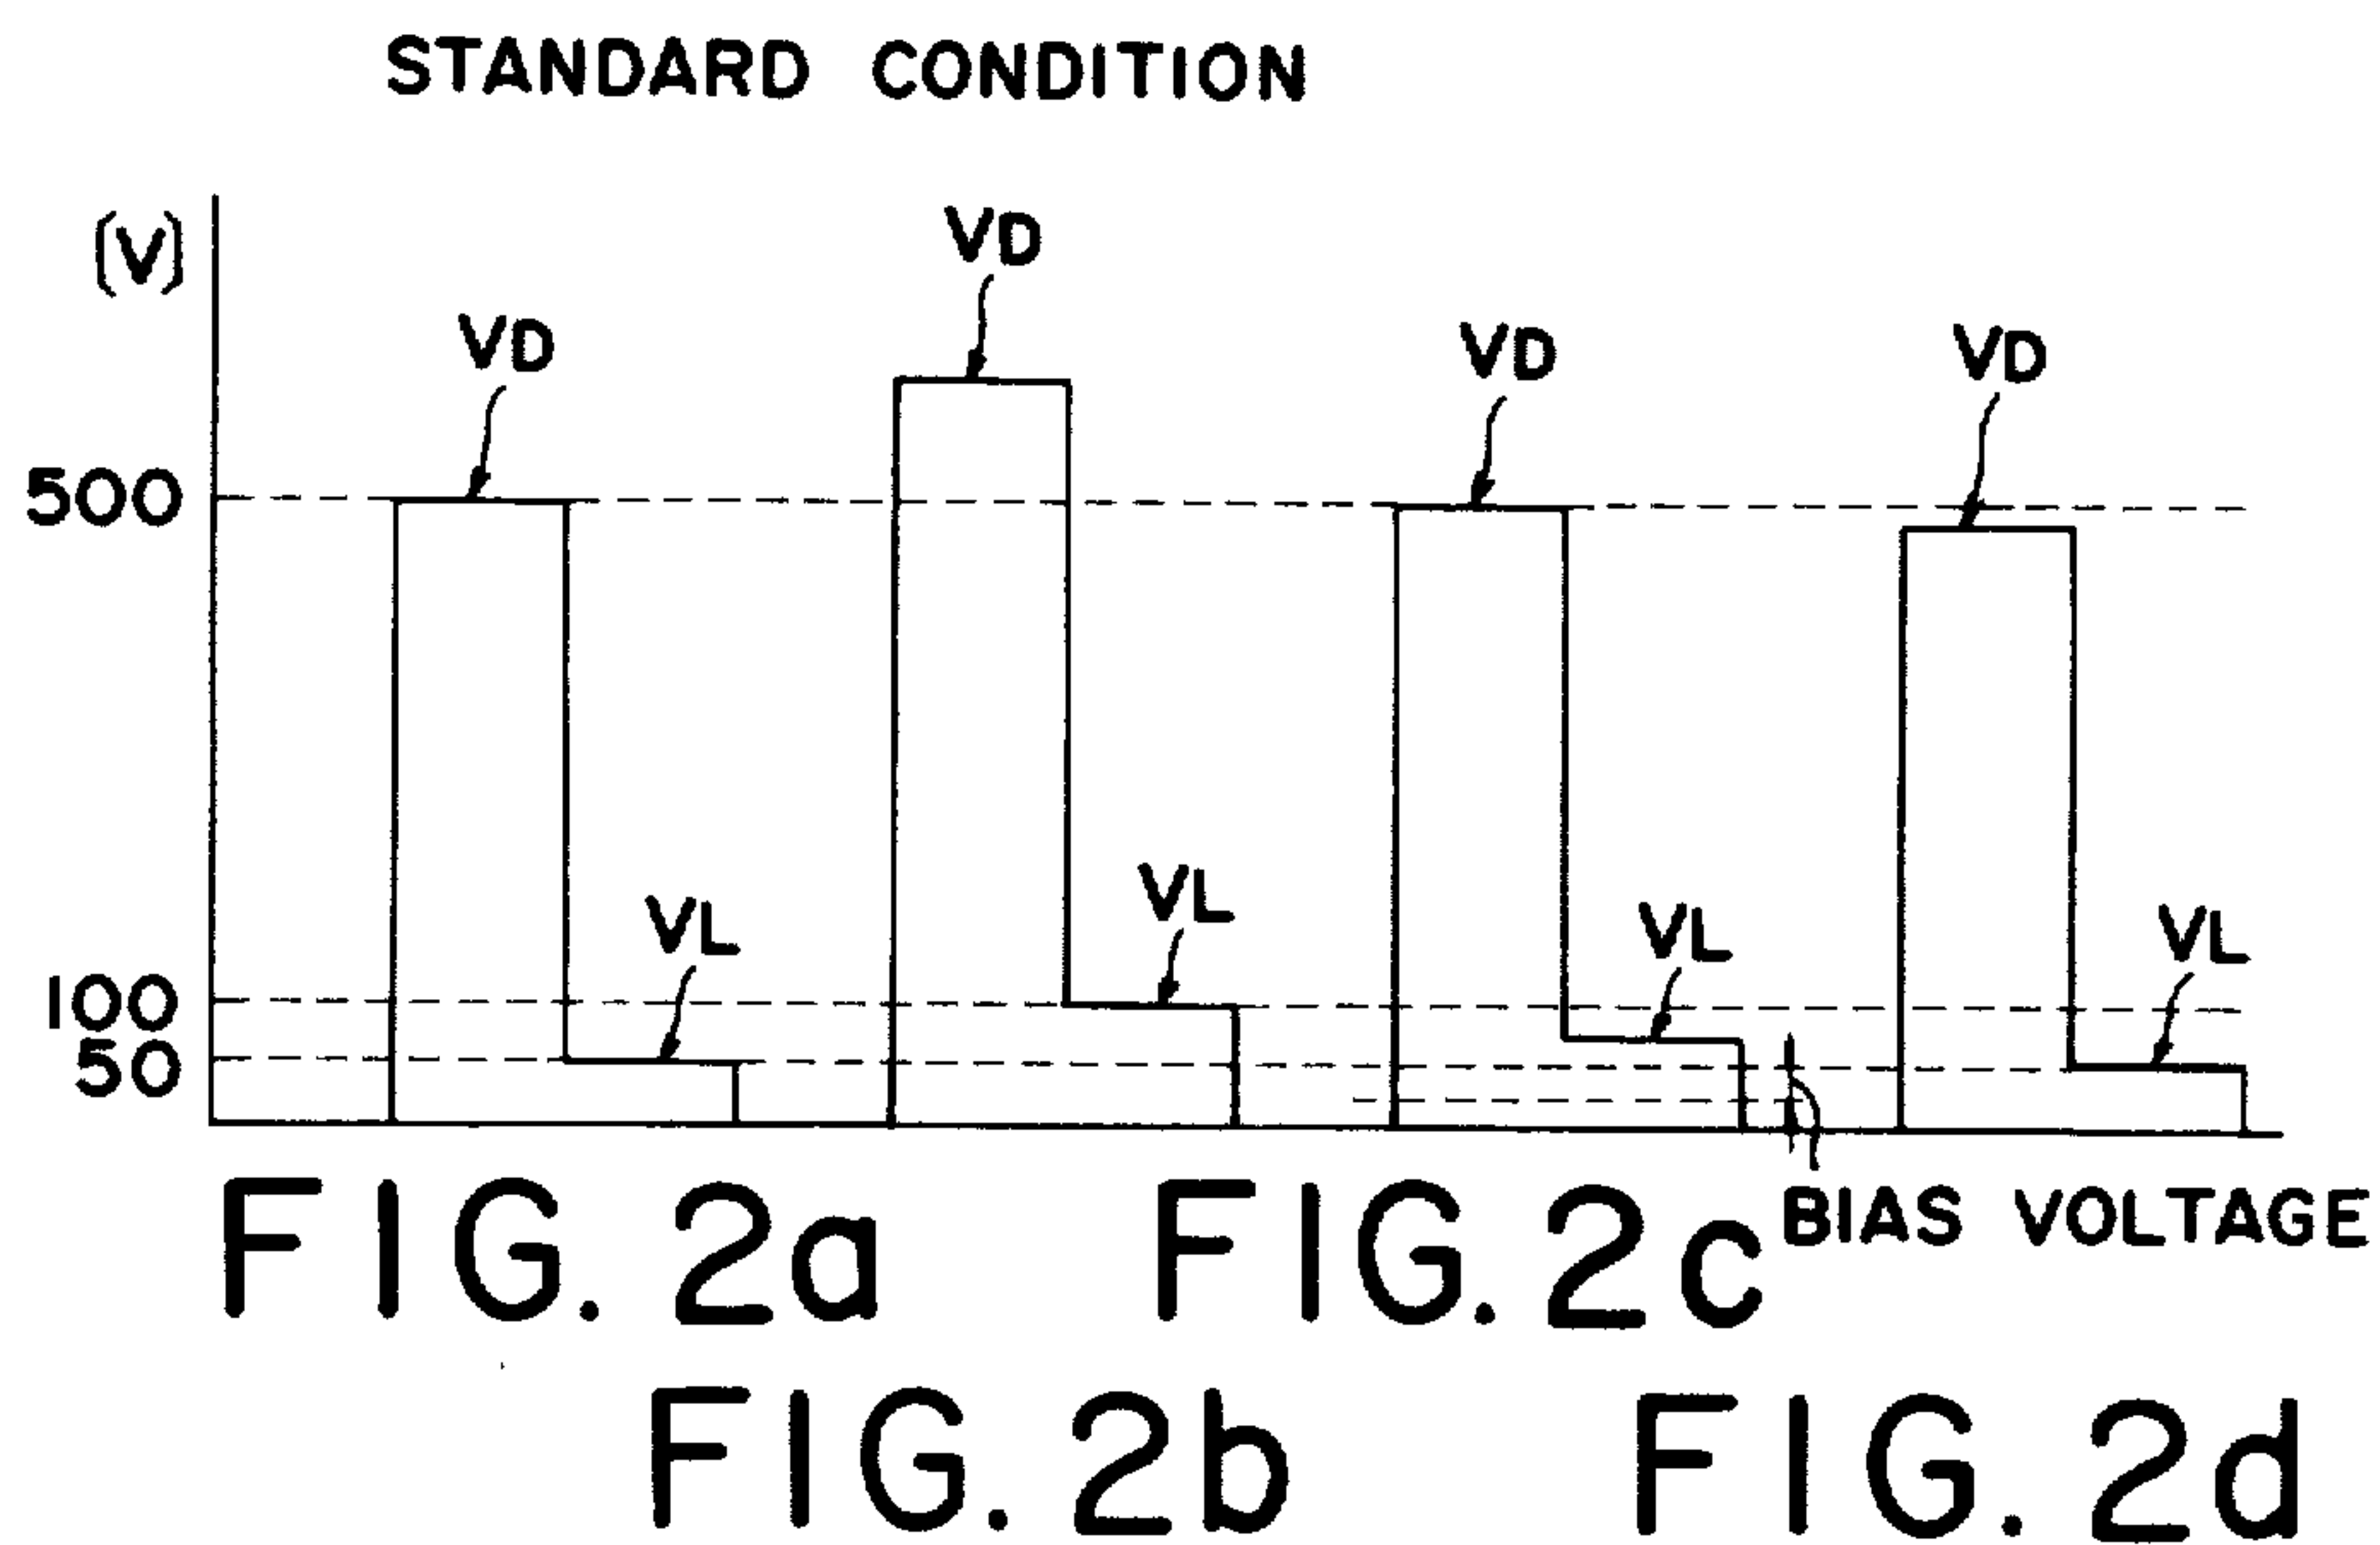 STANDARD CONDITION
(V)
VD
VD
VD
VD
500
VL
VL
VL
VL
100
50
BIAS VOLTAGE
FIG. 2a
FIG. 2c
FIG. 2b
FIG. 2d